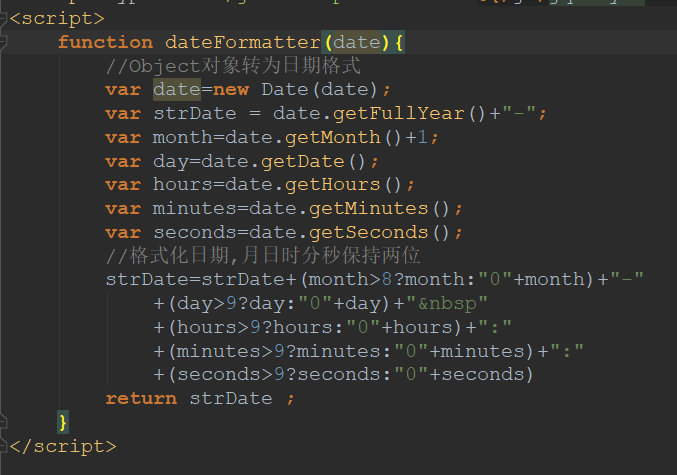 <script>
function dateFormatter(date){
//Object对象转为日期格式
var date=new Date(date);
var strDate = date.getFullYear()+"-";
var month=date.getMonth()+1;
var day=date.getDate();
var hours=date.getHours();
var minutes=date.getMinutes();
var seconds=date.getSeconds();
//格式化日期,月日时分秒保持两位
strDate=strDate+(month>8?month:"0"+month)+"-"
+(day>9?day:"0"+day)+"&nbsp"
+(hours>9?hours:"0"+hours)+":"
+(minutes>9?minutes:"0"+minutes)+":"
+(seconds>9?seconds:"0"+seconds)
return strDate ;
}
</script>